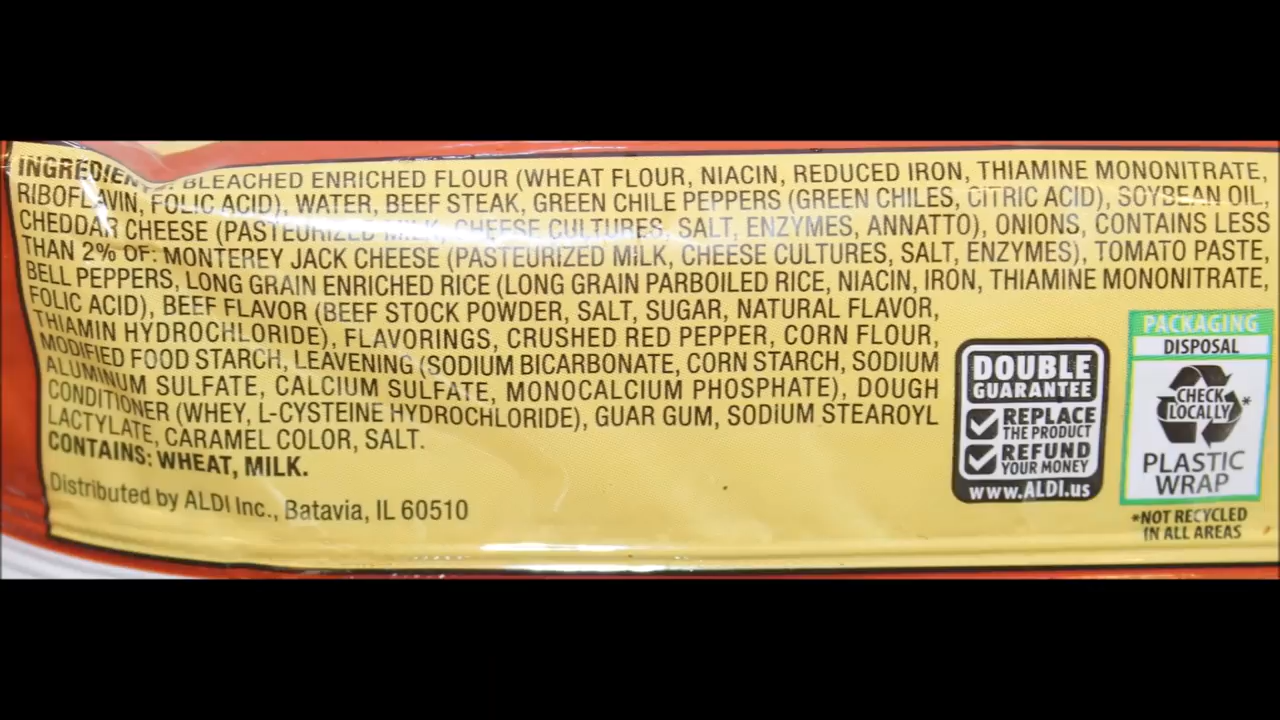 INGREDIENTS: BLEACHED ENRICHED FLOUR (WHEAT FLOUR, NIACIN, REDUCED IRON, THIAMINE MONONITRATE,
RIBOFLAVIN, FOLIC ACID), WATER, BEEF STEAK, GREEN CHILE PEPPERS (GREEN CHILES, CITRIC ACID), SOYBEAN OIL,
CHEDDAR CHEESE (PASTEURIZED MILK, CHEESE CULTURES, SALT, ENZYMES, ANNATTO), ONIONS, CONTAINS LESS
THAN 2% OF: MONTEREY JACK CHEESE (PASTEURIZED MILK, CHEESE CULTURES, SALT, ENZYMES), TOMATO PASTE,
BELL PEPPERS, LONG GRAIN ENRICHED RICE (LONG GRAIN PARBOILED RICE, NIACIN, IRON, THIAMINE MONONITRATE,
FOLIC ACID), BEEF FLAVOR (BEEF STOCK POWDER, SALT, SUGAR, NATURAL FLAVOR,
THIAMIN HYDROCHLORIDE), FLAVORINGS, CRUSHED RED PEPPER, CORN FLOUR,
MODIFIED FOOD STARCH, LEAVENING (SODIUM BICARBONATE, CORN STARCH, SODIUM
ALUMINUM SULFATE, CALCIUM SULFATE, MONOCALCIUM PHOSPHATE), DOUGH
CONDITIONER (WHEY, L-CYSTEINE HYDROCHLORIDE), GUAR GUM, SODIUM STEAROYL
LACTYLATE, CARAMEL COLOR, SALT.
CONTAINS: WHEAT, MILK.
Distributed by ALDI Inc., Batavia, IL 60510
DOUBLE
GUARANTEE
REPLACE
THE PRODUCT
REFUND
YOUR MONEY
www.ALDI.us
PACKAGING
DISPOSAL
CHECK
LOCALLY*
PLASTIC
WRAP
*NOT RECYCLED
IN ALL AREAS